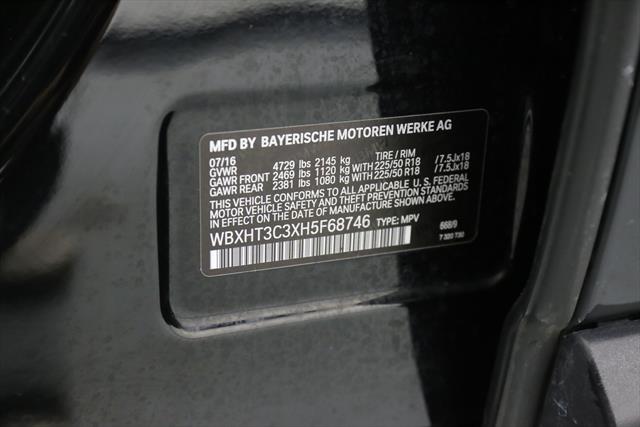 MFD BY BAYERISCHE MOTOREN WERKE AG
07/16 TIRE / RIM
GVWR 4729 lbs 2145 kg
GAWR FRONT 2469 lbs 1120 kg WITH 225/50 R18 /7.5Jx18
GAWR REAR 2381 lbs 1080 kg WITH 225/50 R18 /7.5Jx18
THIS VEHICLE CONFORMS TO ALL APPLICABLE U.S. FEDERAL
MOTOR VEHICLE SAFETY AND THEFT PREVENTION STANDARDS
IN EFFECT ON THE DATE OF MANUFACTURE SHOWN ABOVE.
WBXHT3C3XH5F68746 TYPE: MPV
668/9
7 320 730